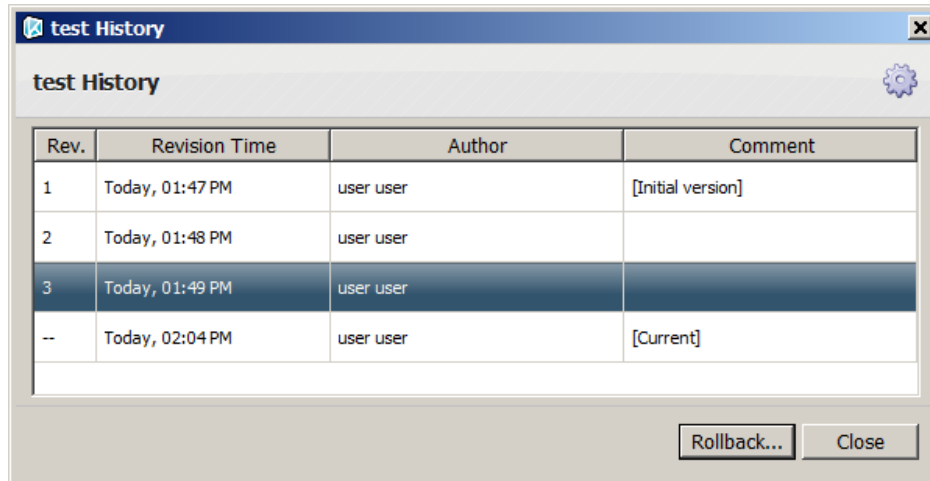 test History
test History
Rev. Revision Time Author Comment
1 Today, 01:47 PM user user [Initial version]
2 Today, 01:48 PM user user
3 Today, 01:49 PM user user
-- Today, 02:04 PM user user [Current]
Rollback... Close